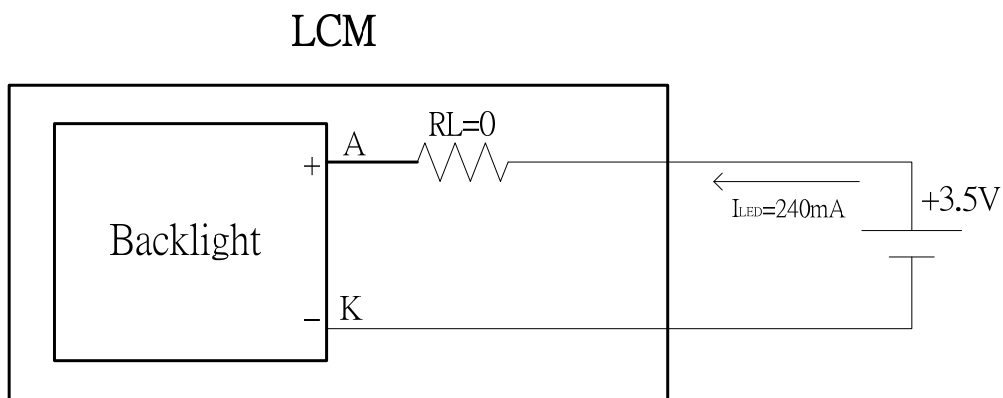 LCM
RL=0
A
+
+3.5V
ILED=240mA
Backlight
K
−